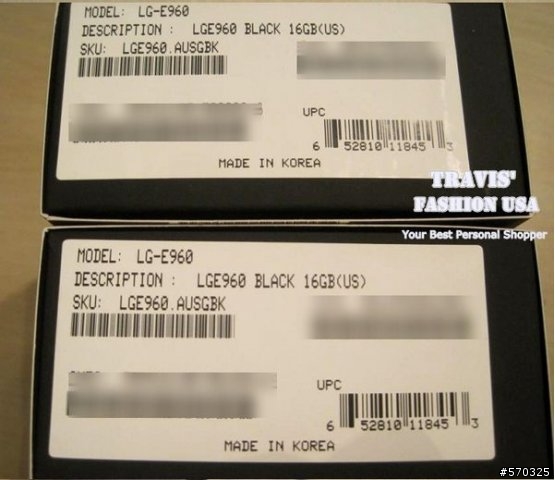 MODEL: LG-E960
DESCRIPTION : LGE960 BLACK 16GB(US)
SKU: LGE960.AUSGBK
UPC
6 52810 11845 3
MADE IN KOREA
TRAVIS'
FASHION USA
Your Best Personal Shopper
MODEL: LG-E960
DESCRIPTION : LGE960 BLACK 16GB(US)
SKU: LGE960.AUSGBK
UPC
6 52810 11845 3
MADE IN KOREA
#570325